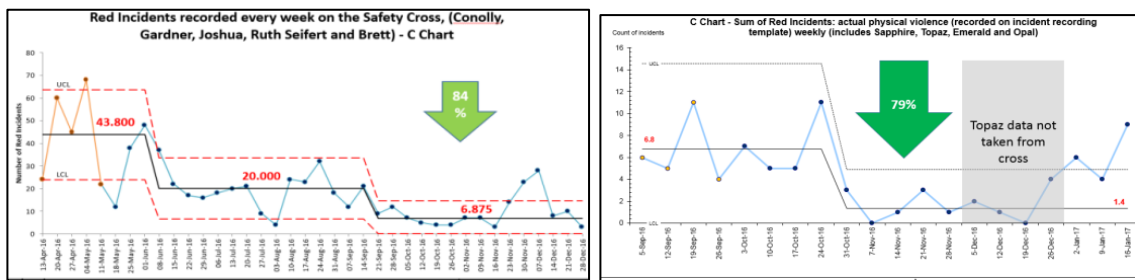 Red Incidents recorded every week on the Safety Cross, (Conolly,
Gardner, Joshua, Ruth Seifert and Brett) - C Chart
Number of Red Incidents
80
70
60
50
40
30
20
10
0
UCL
43.800
LCL
20.000
84
%
6.875
13-Apr-16
20-Apr-16
27-Apr-16
04-May-16
11-May-16
18-May-16
25-May-16
01-Jun-16
08-Jun-16
15-Jun-16
22-Jun-16
29-Jun-16
06-Jul-16
13-Jul-16
20-Jul-16
27-Jul-16
03-Aug-16
10-Aug-16
17-Aug-16
24-Aug-16
31-Aug-16
07-Sep-16
14-Sep-16
21-Sep-16
28-Sep-16
05-Oct-16
12-Oct-16
19-Oct-16
26-Oct-16
02-Nov-16
09-Nov-16
16-Nov-16
23-Nov-16
30-Nov-16
07-Dec-16
14-Dec-16
21-Dec-16
28-Dec-16
C Chart - Sum of Red Incidents: actual physical violence (recorded on incident recording
template) weekly (includes Sapphire, Topaz, Emerald and Opal)
Count of incidents
16
14
12
10
8
6
4
2
0
UCL
6.8
LCL
79%
Topaz data not
taken from
cross
1.4
5-Sep-16
12-Sep-16
19-Sep-16
26-Sep-16
3-Oct-16
10-Oct-16
17-Oct-16
24-Oct-16
31-Oct-16
7-Nov-16
14-Nov-16
21-Nov-16
28-Nov-16
5-Dec-16
12-Dec-16
19-Dec-16
26-Dec-16
2-Jan-17
9-Jan-17
16-Jan-17